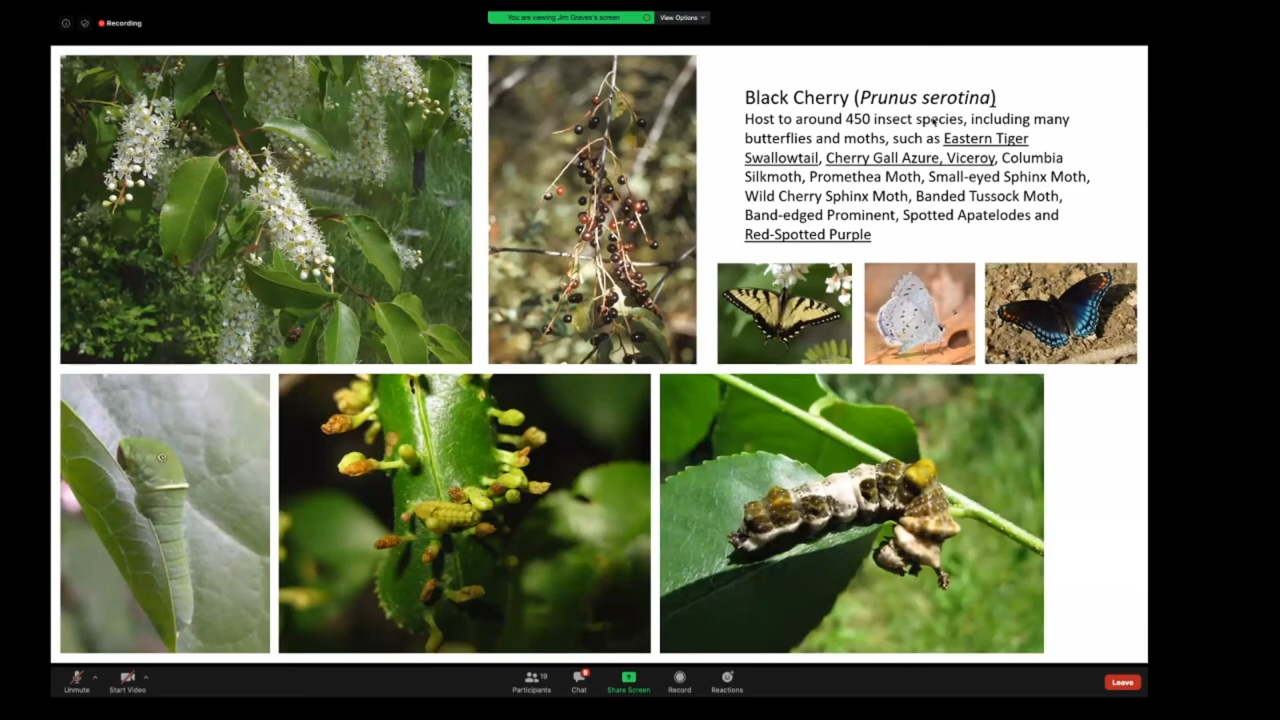 Recording
You are viewing Jim Graves's screen
View Options
Black Cherry (Prunus serotina)
Host to around 450 insect species, including many
butterflies and moths, such as Eastern Tiger
Swallowtail, Cherry Gall Azure, Viceroy, Columbia
Silkmoth, Promethea Moth, Small-eyed Sphinx Moth,
Wild Cherry Sphinx Moth, Banded Tussock Moth,
Band-edged Prominent, Spotted Apatelodes and
Red-Spotted Purple
Unmute
Start Video
Participants
19
Chat
Share Screen
Record
Reactions
Leave